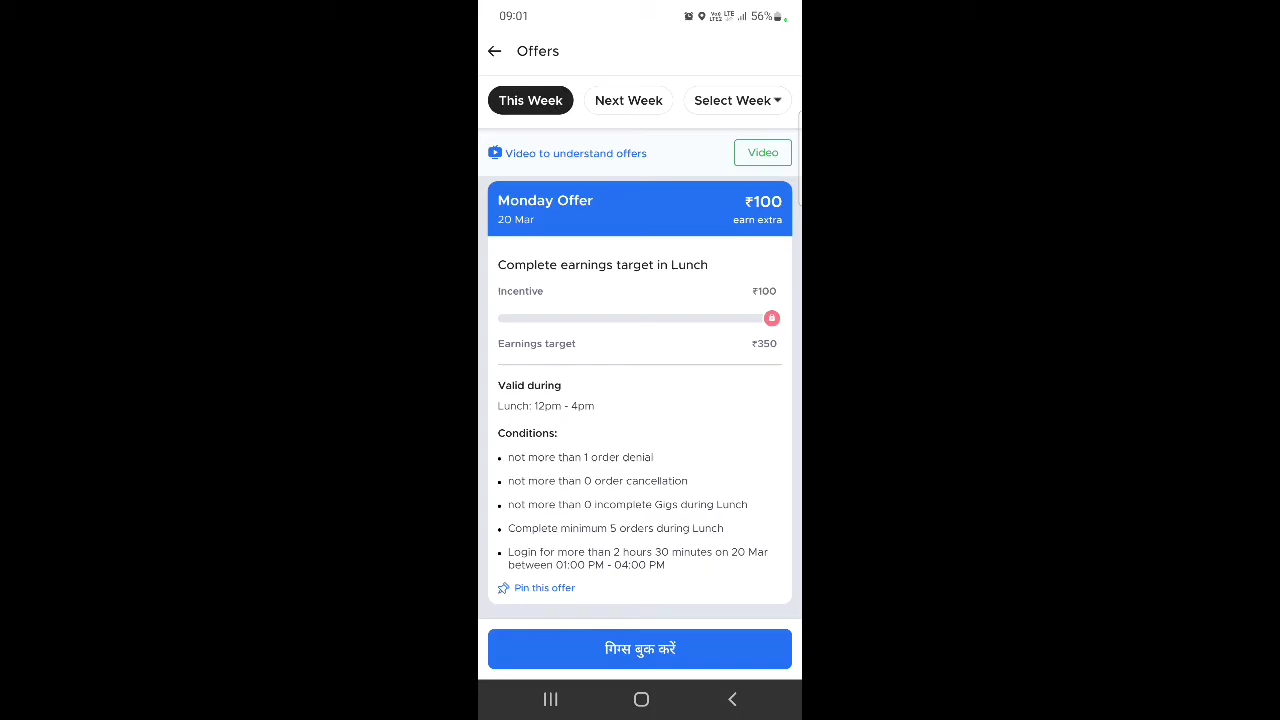 09:01
LTE
56%
Offers
This Week
Next Week
Select Week
Video to understand offers
Video
Monday Offer
₹100
20 Mar
earn extra
Complete earnings target in Lunch
Incentive
₹100
Earnings target
₹350
Valid during
Lunch: 12pm - 4pm
Conditions:
not more than 1 order denial
not more than 0 order cancellation
not more than 0 incomplete Gigs during Lunch
Complete minimum 5 orders during Lunch
Login for more than 2 hours 30 minutes on 20 Mar
between 01:00 PM - 04:00 PM
Pin this offer
गिग्स बुक करें